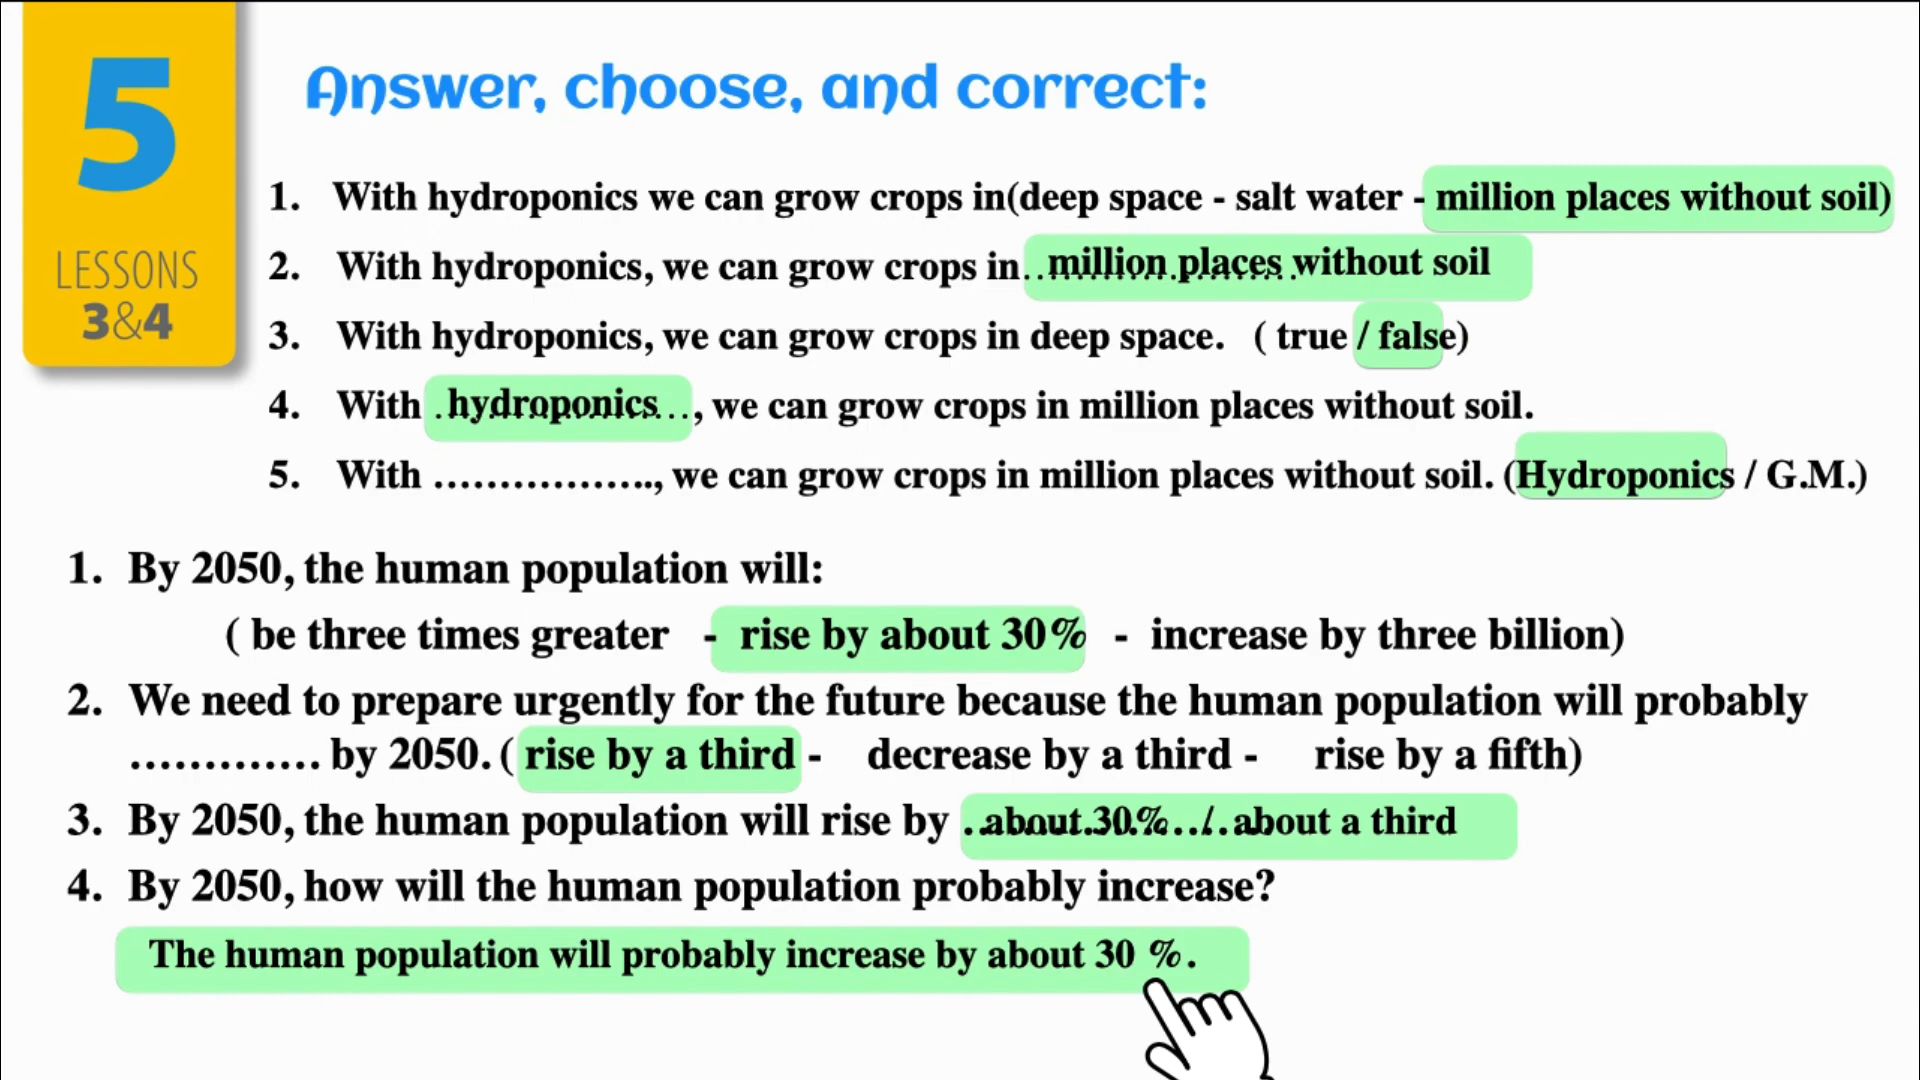 5
LESSONS
3&4
Answer, choose, and correct:
1. With hydroponics we can grow crops in(deep space - salt water - million places without soil)
2. With hydroponics, we can grow crops in..million places without soil
3. With hydroponics, we can grow crops in deep space. ( true / false)
4. With .hydroponics..., we can grow crops in million places without soil.
5. With ………………., we can grow crops in million places without soil. (Hydroponics / G.M.)
1. By 2050, the human population will:
( be three times greater - rise by about 30% - increase by three billion)
2. We need to prepare urgently for the future because the human population will probably
…………. by 2050. ( rise by a third - decrease by a third - rise by a fifth)
3. By 2050, the human population will rise by ..about 30% ../..about a third
4. By 2050, how will the human population probably increase?
The human population will probably increase by about 30 %.